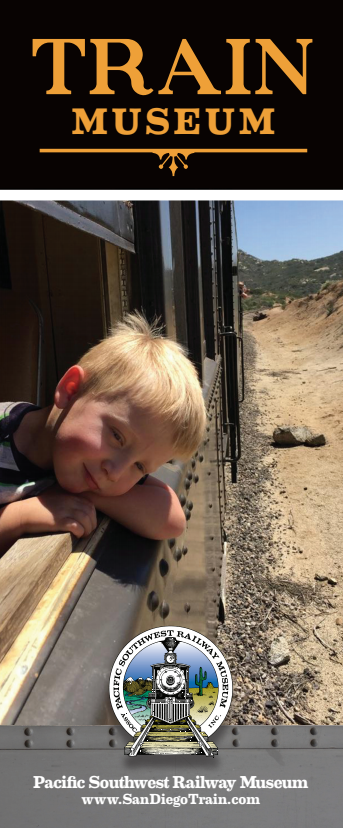 TRAIN
MUSEUM
PACIFIC SOUTHWEST RAILWAY MUSEUM
ASSOC. INC.
Pacific Southwest Railway Museum
www.SanDiegoTrain.com